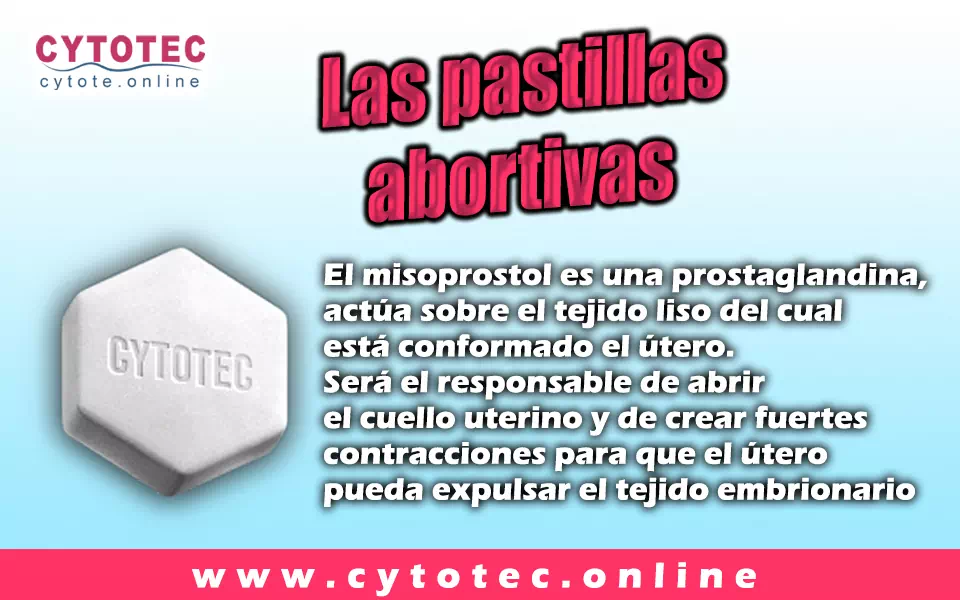 CYTOTEC
cytote.online
Las pastillas
abortivas
CYTOTEC
El misoprostol es una prostaglandina,
actúa sobre el tejido liso del cual
está conformado el útero.
Será el responsable de abrir
el cuello uterino y de crear fuertes
contracciones para que el útero
pueda expulsar el tejido embrionario
www.cytotec.online